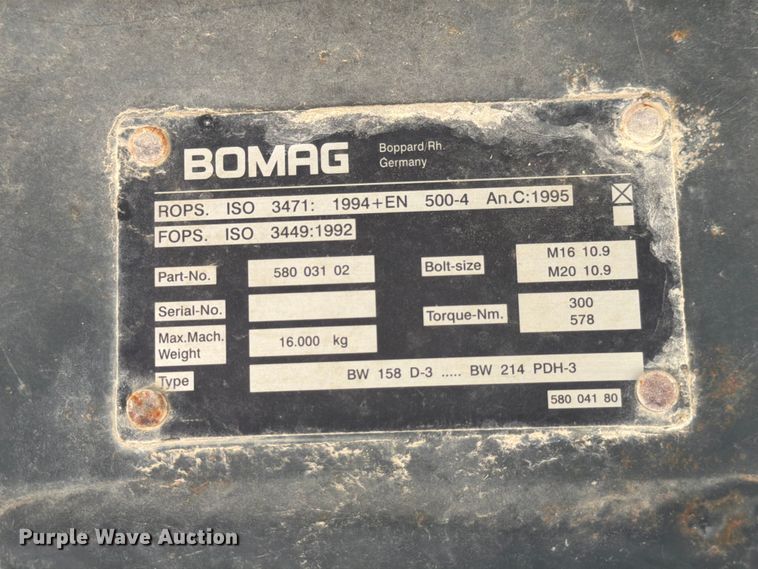 BOMAG Boppard/Rh.
Germany
ROPS. ISO 3471: 1994+EN 500-4 An.C:1995
FOPS. ISO 3449:1992
Part-No. 580 031 02 Bolt-size M16 10.9
M20 10.9
Serial-No. Torque-Nm. 300
578
Max.Mach. Weight 16.000 kg
Type BW 158 D-3 ..... BW 214 PDH-3
580 041 80
Purple Wave Auction